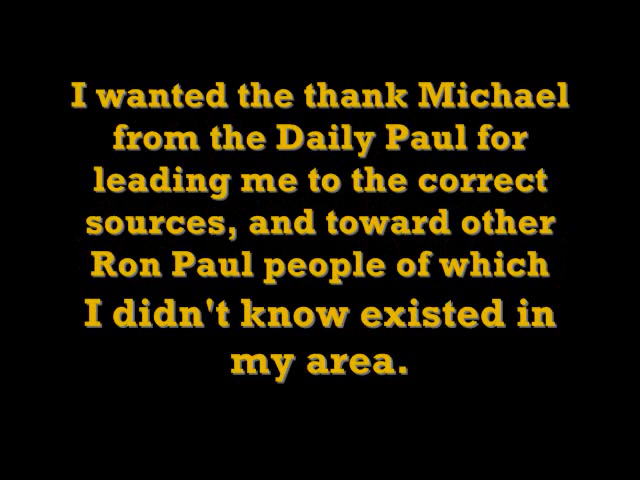 I wanted the thank Michael
from the Daily Paul for
leading me to the correct
sources, and toward other
Ron Paul people of which
I didn't know existed in
my area.